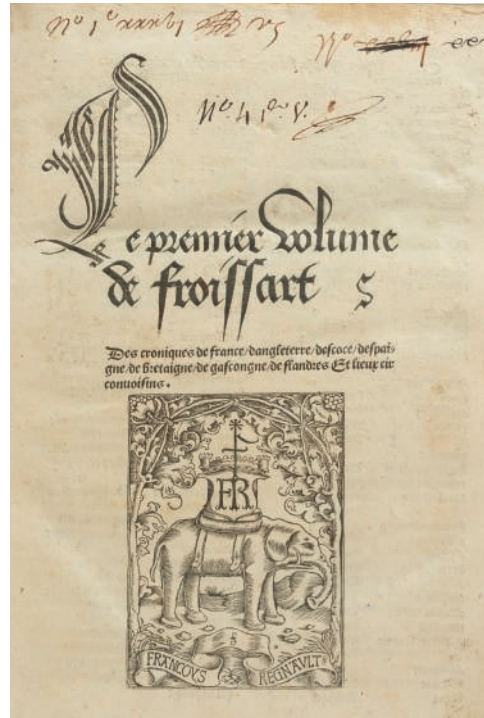 Le premier volume
de froissart s
Des croniques de france/dangleterre/descoce/despai-
gne/de bretaigne/de gascongne/de flandres Et lieux cir
conuoisins.
FR
FRANCOVS REGNAVLT